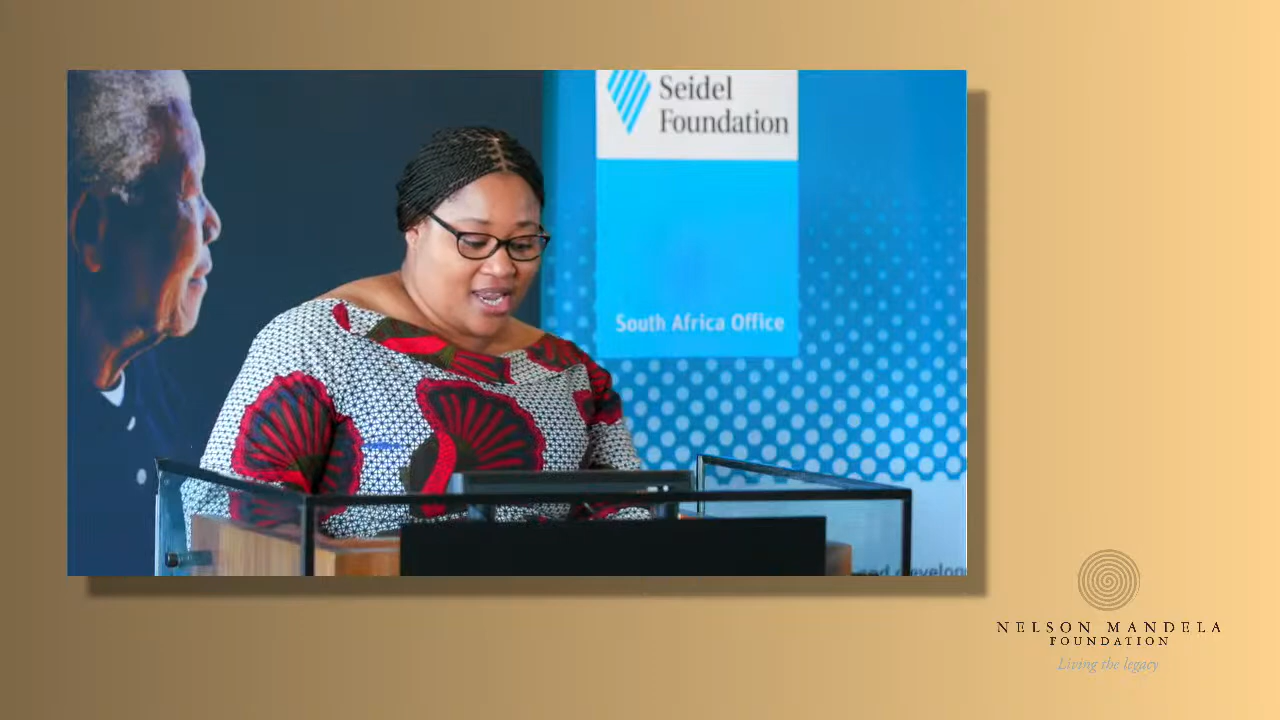 Seidel
Foundation
South Africa Office
NELSON MANDELA
FOUNDATION
Living the legacy